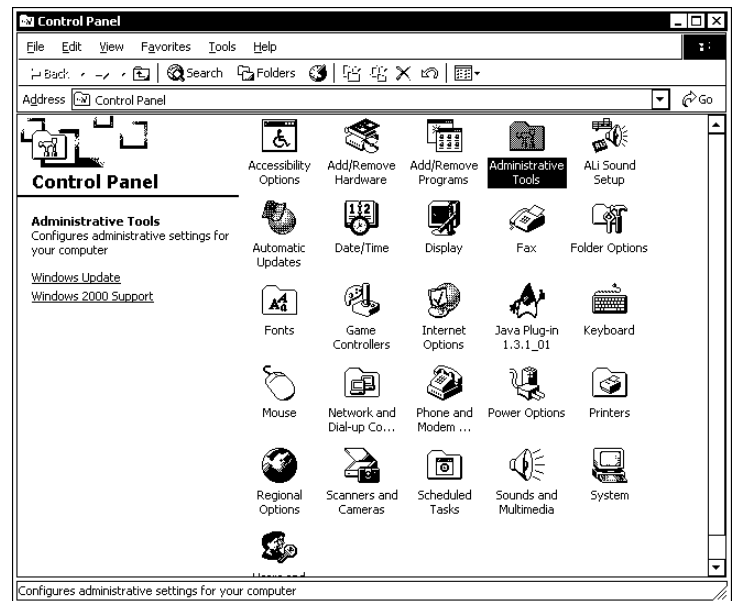 Control Panel
File Edit View Favorites Tools Help
Back Search Folders
Address Control Panel Go
Control Panel
Administrative Tools
Configures administrative settings for
your computer
Windows Update
Windows 2000 Support
Accessibility
Options
Add/Remove
Hardware
Add/Remove
Programs
Administrative
Tools
ALi Sound
Setup
Automatic
Updates
Date/Time
Display
Fax
Folder Options
Fonts
Game
Controllers
Internet
Options
Java Plug-in
1.3.1_01
Keyboard
Mouse
Network and
Dial-up Co...
Phone and
Modem ...
Power Options
Printers
Regional
Options
Scanners and
Cameras
Scheduled
Tasks
Sounds and
Multimedia
System
Configures administrative settings for your computer